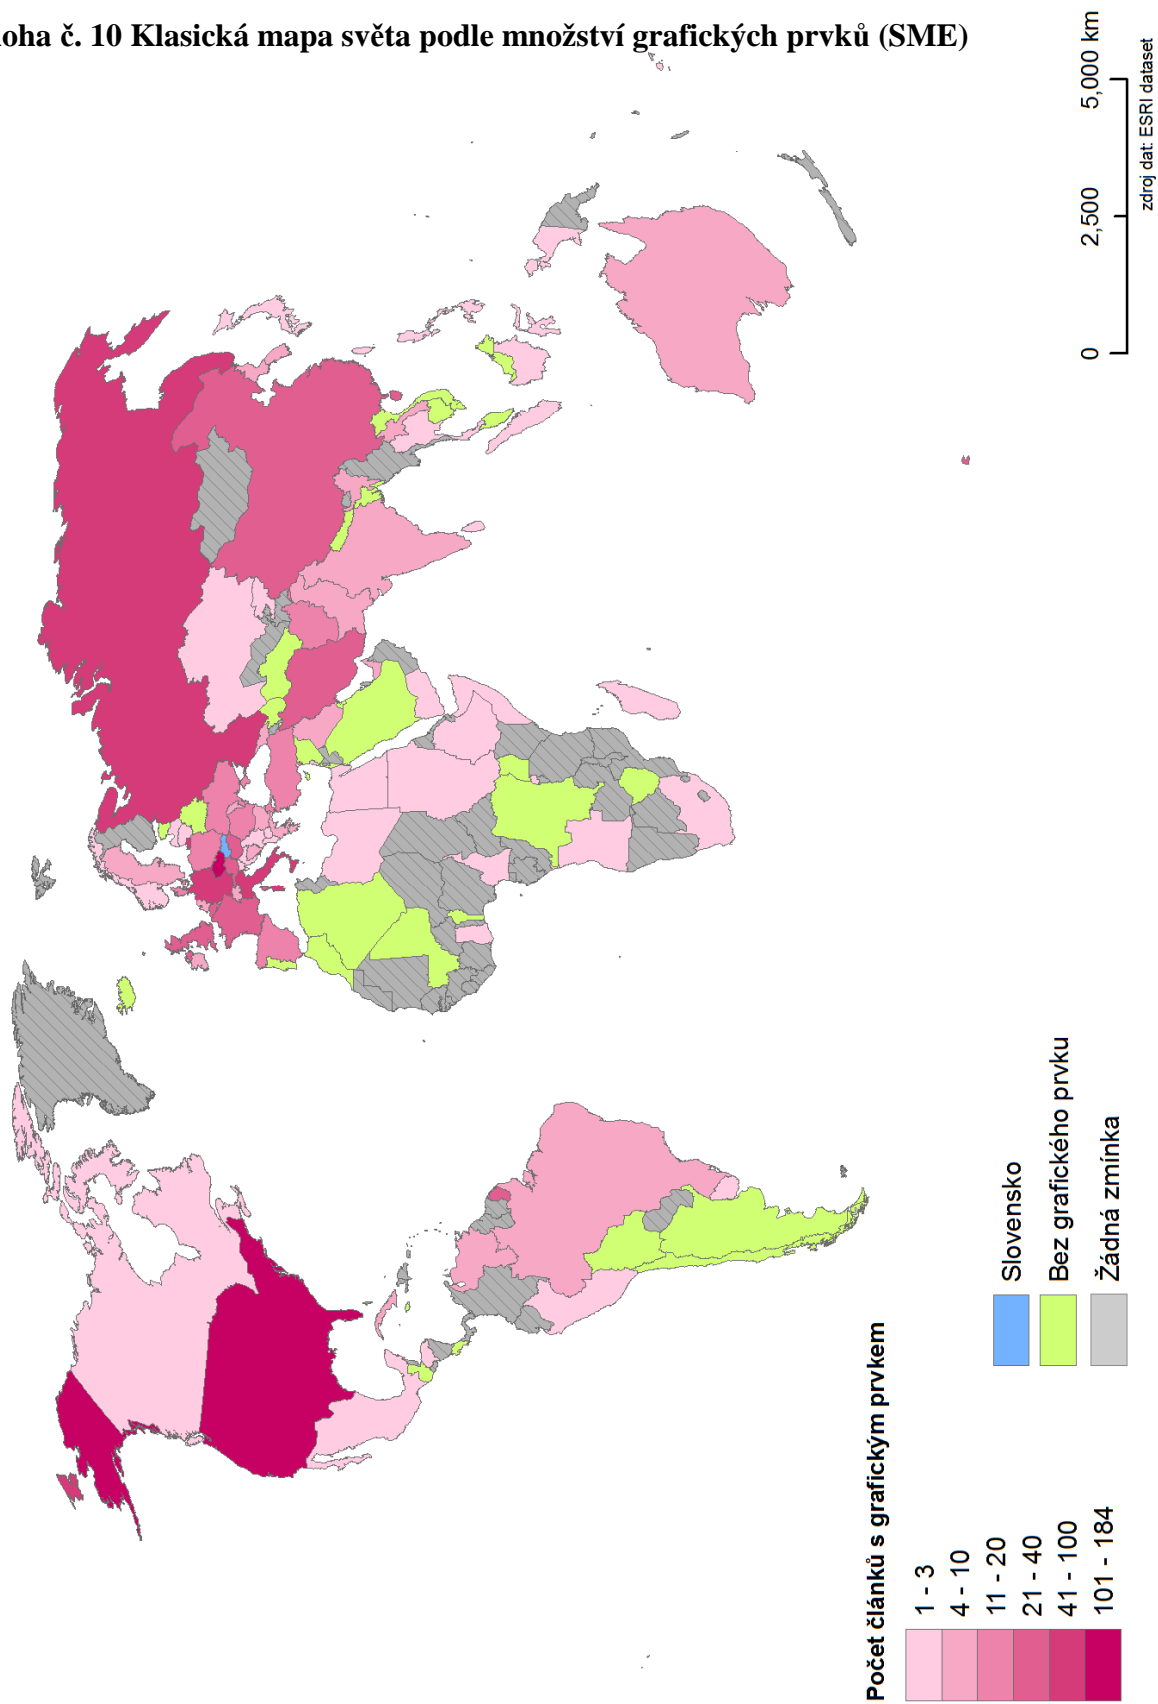 loha č. 10 Klasická mapa světa podle množství grafických prvků (SME)
Počet článků s grafickým prvkem
1 - 3
4 - 10
11 - 20
21 - 40
41 - 100
101 - 184
Slovensko
Bez grafického prvku
Žádná zmínka
0 2,500 5,000 km
zdroj dat: ESRI dataset